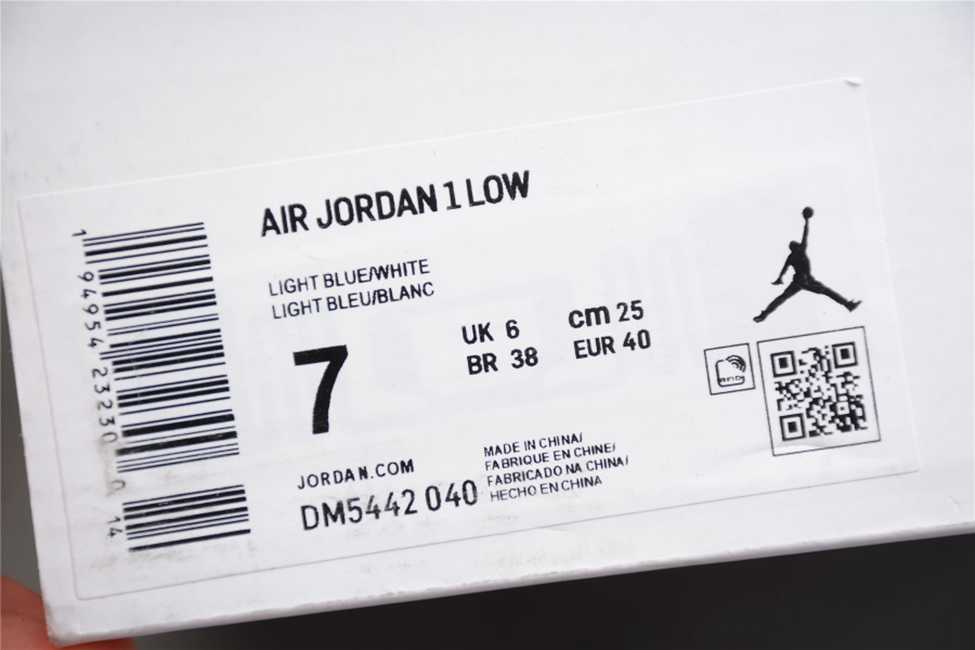 AIR JORDAN 1 LOW
LIGHT BLUE/WHITE
LIGHT BLEU/BLANC
7
UK 6
cm 25
BR 38
EUR 40
JORDAN.COM
DM5442 040
MADE IN CHINA/
FABRIQUE EN CHINE/
FABRICADO NA CHINA/
HECHO EN CHINA
RFID
1 94954 23230 0
14